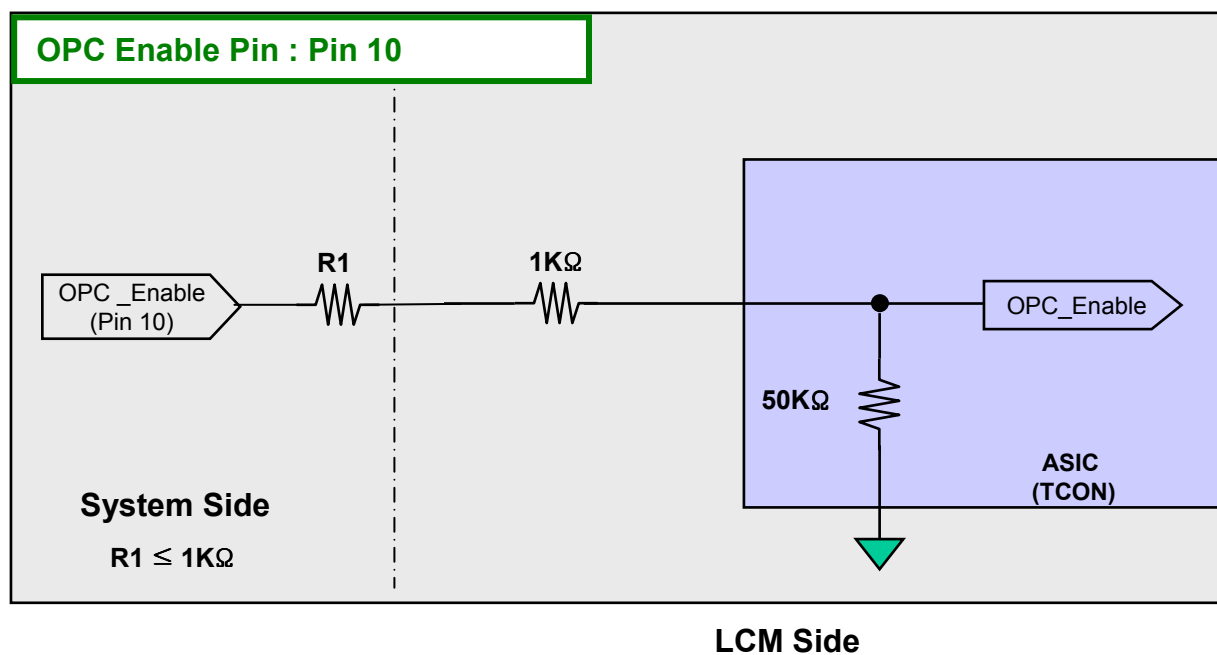 OPC Enable Pin : Pin 10
R1
1KΩ
OPC _Enable
(Pin 10)
OPC_Enable
50KΩ
ASIC
(TCON)
System Side
R1 ≤ 1KΩ
LCM Side